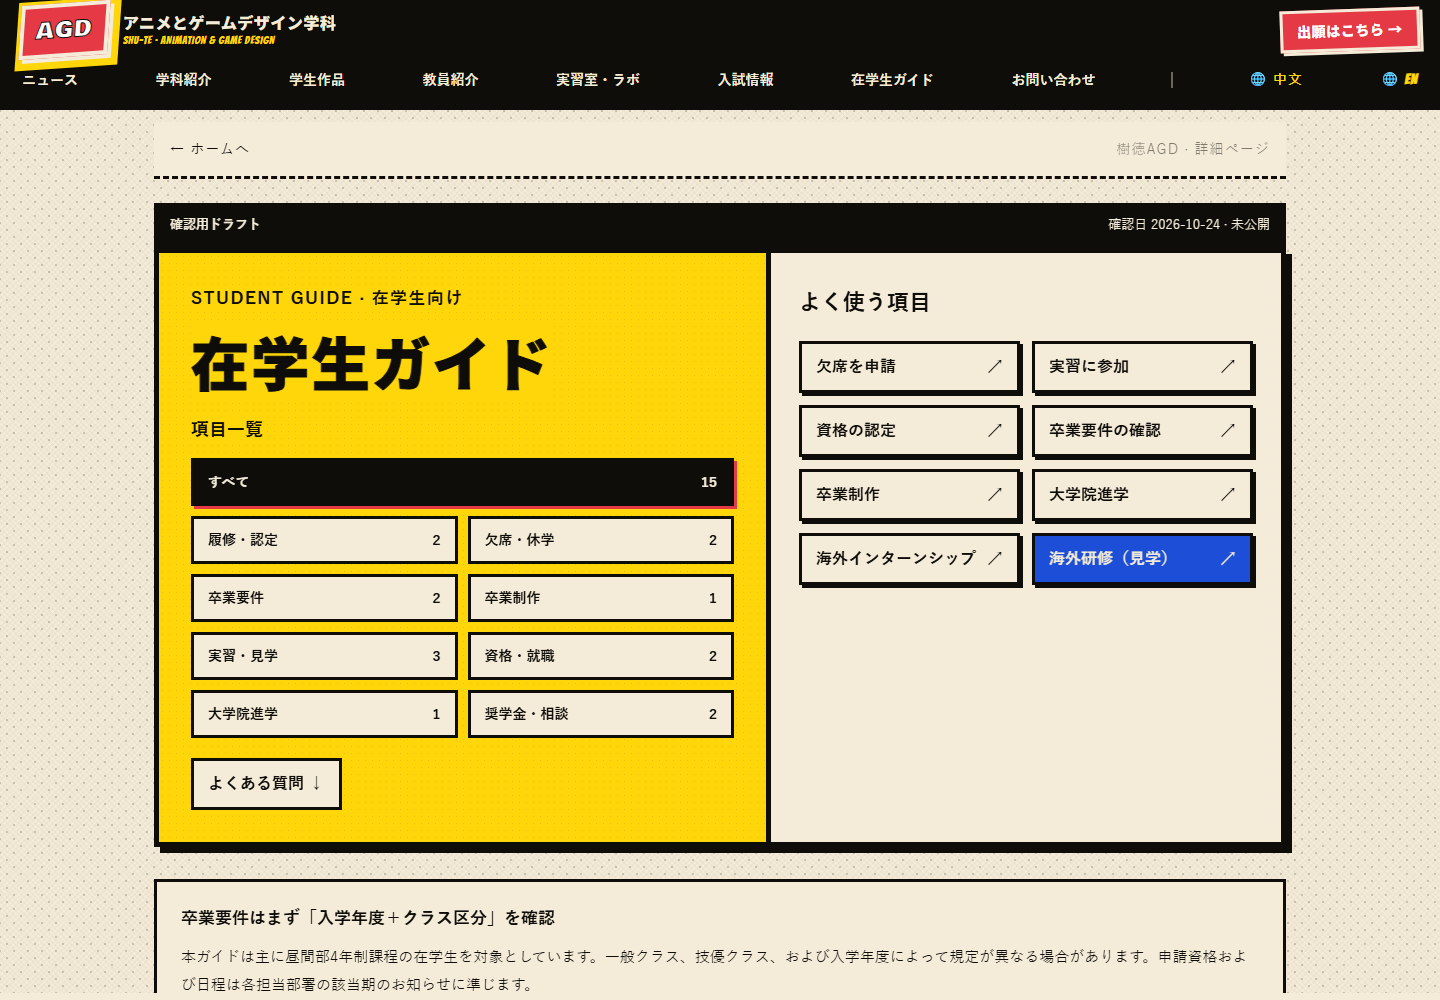 AGD
アニメとゲームデザイン学科
SHU-TE · ANIMATION & GAME DESIGN
出願はこちら →
ニュース
学科紹介
学生作品
教員紹介
実習室・ラボ
入試情報
在学生ガイド
お問い合わせ
中文
EN
← ホームへ
樹徳AGD · 詳細ページ
確認用ドラフト
確認日 2026-10-24 · 未公開
STUDENT GUIDE · 在学生向け
在学生ガイド
項目一覧
すべて 15
履修・認定 2
欠席・休学 2
卒業要件 2
卒業制作 1
実習・見学 3
資格・就職 2
大学院進学 1
奨学金・相談 2
よくある質問 ↓
よく使う項目
欠席を申請 ↗
実習に参加 ↗
資格の認定 ↗
卒業要件の確認 ↗
卒業制作 ↗
大学院進学 ↗
海外インターンシップ ↗
海外研修（見学） ↗
卒業要件はまず「入学年度＋クラス区分」を確認
本ガイドは主に昼間部4年制課程の在学生を対象としています。一般クラス、技優クラス、および入学年度によって規定が異なる場合があります。申請資格およ
び日程は各担当部署の該当期のお知らせに準じます。